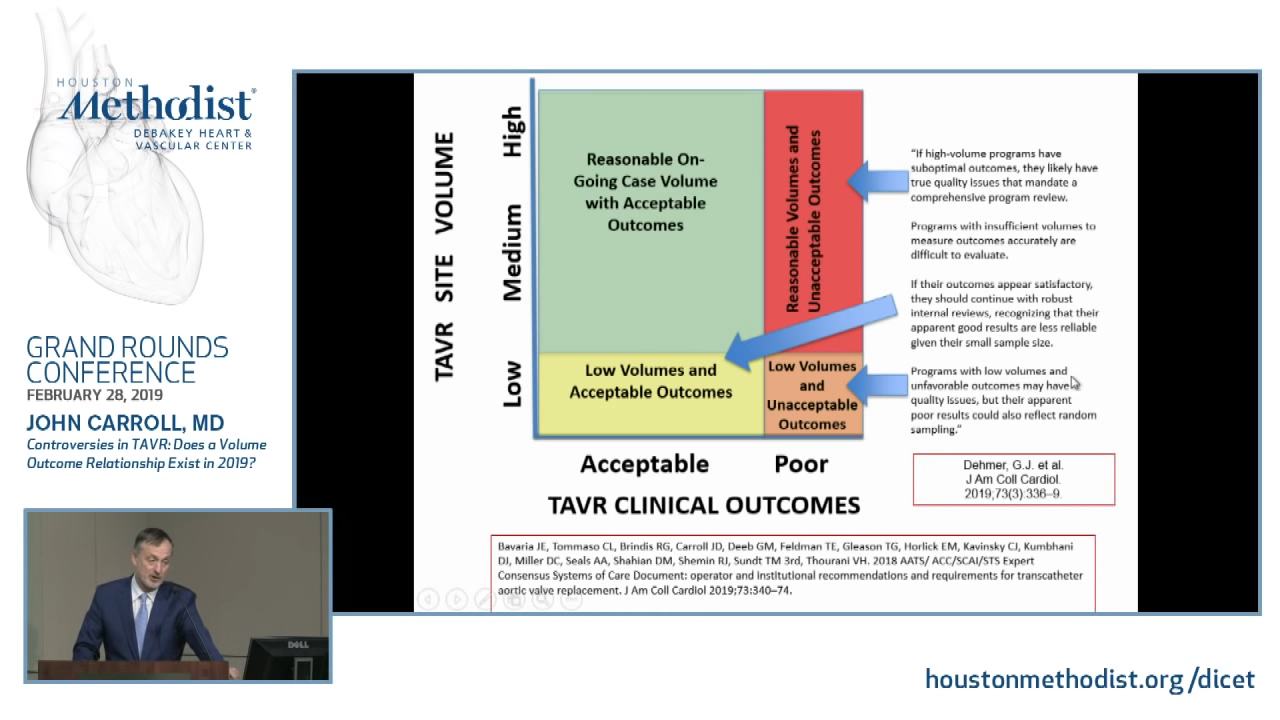 HOUSTON
Methodist®
DEBAKEY HEART &
VASCULAR CENTER
GRAND ROUNDS
CONFERENCE
FEBRUARY 28, 2019
JOHN CARROLL, MD
Controversies in TAVR: Does a Volume
Outcome Relationship Exist in 2019?
TAVR SITE VOLUME
High
Medium
Low
Reasonable On-
Going Case Volume
with Acceptable
Outcomes
Reasonable Volumes and
Unacceptable Outcomes
Low Volumes and
Acceptable Outcomes
Low Volumes
and
Unacceptable
Outcomes
Acceptable
Poor
TAVR CLINICAL OUTCOMES
“If high-volume programs have
suboptimal outcomes, they likely have
true quality issues that mandate a
comprehensive program review.
Programs with insufficient volumes to
measure outcomes accurately are
difficult to evaluate.
If their outcomes appear satisfactory,
they should continue with robust
internal reviews, recognizing that their
apparent good results are less reliable
given their small sample size.
Programs with low volumes and
unfavorable outcomes may have
quality issues, but their apparent
poor results could also reflect random
sampling.”
Dehmer, G.J. et al.
J Am Coll Cardiol.
2019;73(3):336–9.
Bavaria JE, Tommaso CL, Brindis RG, Carroll JD, Deeb GM, Feldman TE, Gleason TG, Horlick EM, Kavinsky CJ, Kumbhani
DJ, Miller DC, Seals AA, Shahian DM, Shemin RJ, Sundt TM 3rd, Thourani VH. 2018 AATS/ ACC/SCAI/STS Expert
Consensus Systems of Care Document: operator and institutional recommendations and requirements for transcatheter
aortic valve replacement. J Am Coll Cardiol 2019;73:340–74.
DELL
houstonmethodist.org/dicet